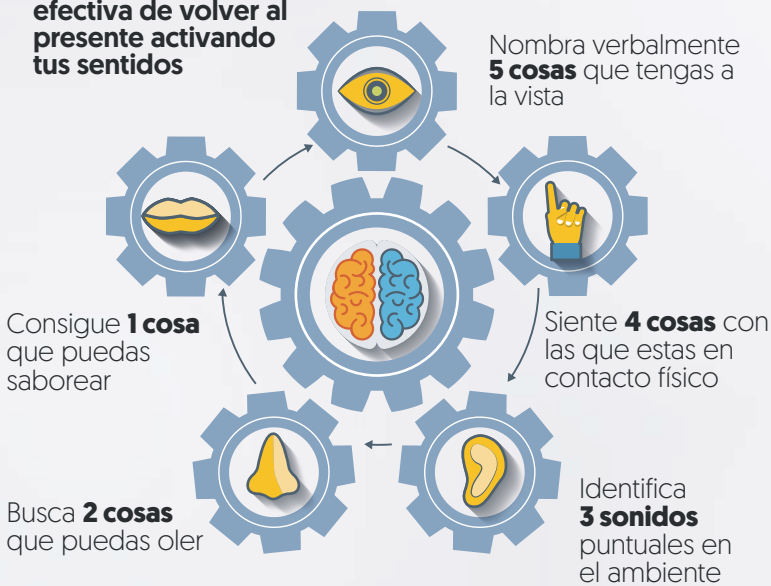 efectiva de volver al
presente activando
tus sentidos
Nombra verbalmente
5 cosas que tengas a
la vista
Siente 4 cosas con
las que estas en
contacto físico
Identifica
3 sonidos
puntuales en
el ambiente
Busca 2 cosas
que puedas oler
Consigue 1 cosa
que puedas
saborear